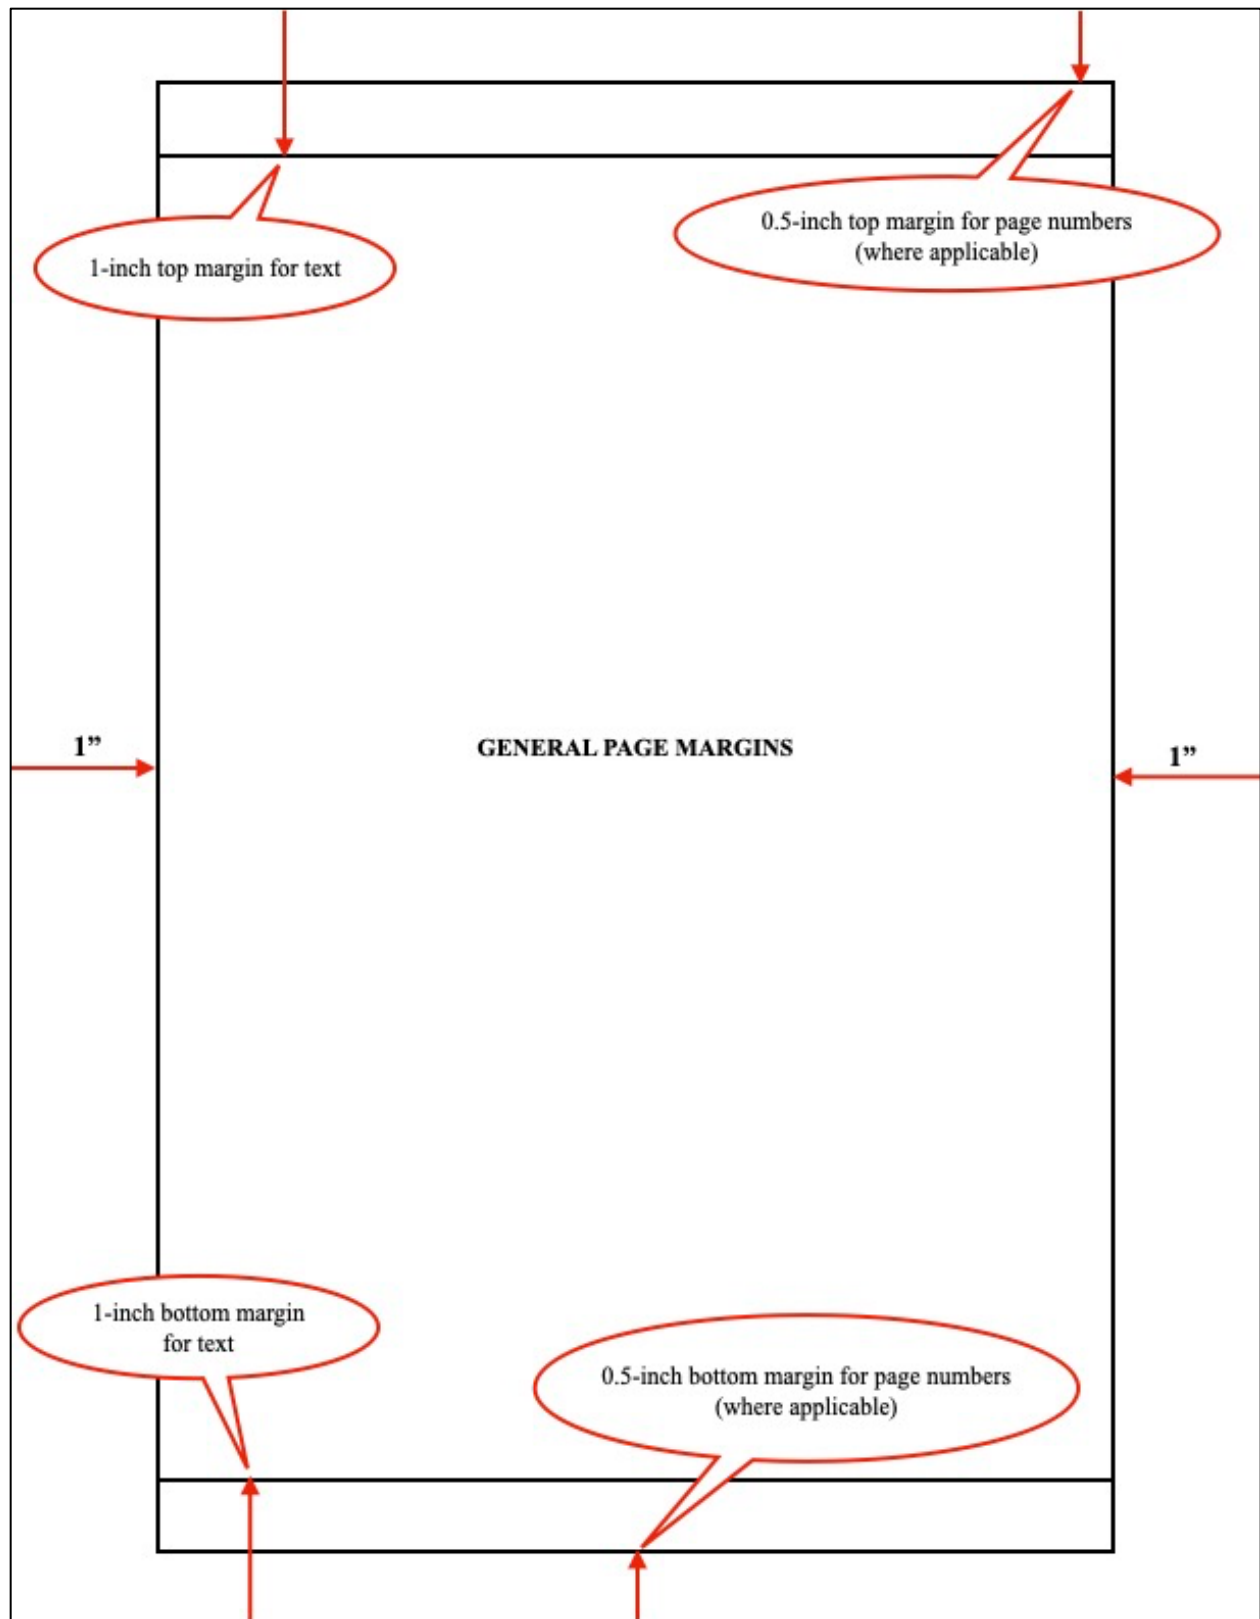 1-inch top margin for text
0.5-inch top margin for page numbers
(where applicable)
1”
GENERAL PAGE MARGINS
1”
1-inch bottom margin
for text
0.5-inch bottom margin for page numbers
(where applicable)